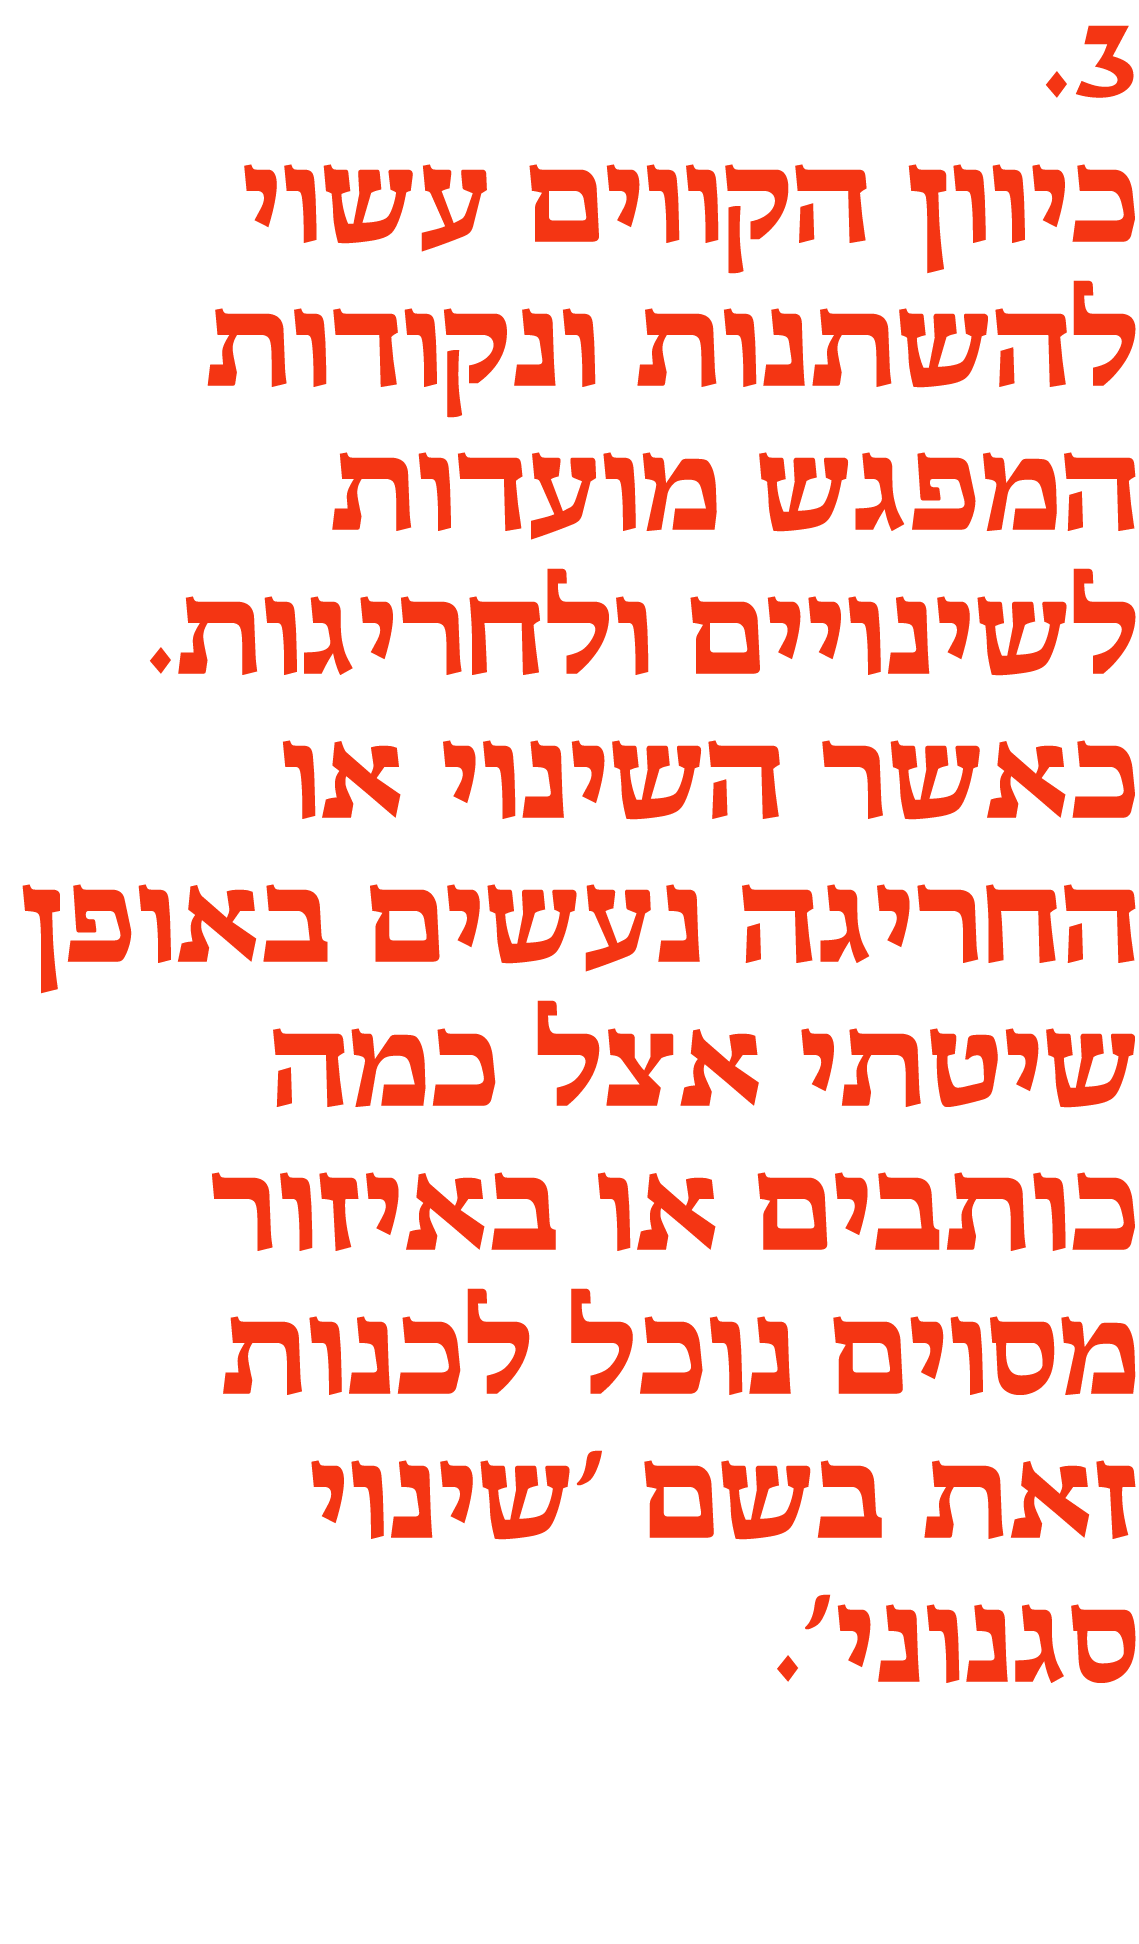 3.
כיוון הקווים עשוי
להשתנות ונקודות
המפגש מועדות
לשינויים ולחריגות.
כאשר השינוי או
החריגה נעשים באופן
שיטתי אצל כמה
כותבים או באיזור
מסוים נוכל לכנות
זאת בשם ׳שינוי
סגנוני׳.